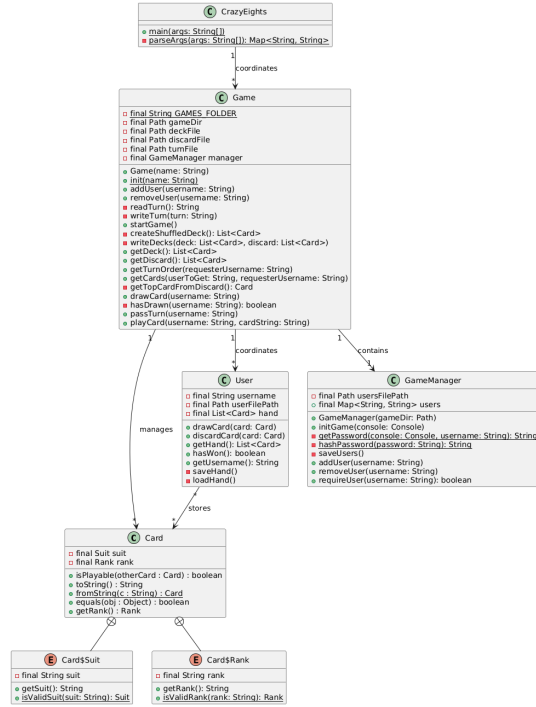 C CrazyEights
main(args: String[])
parseArgs(args: String[]): Map<String, String>
1
coordinates
*
C Game
final String GAMES_FOLDER
final Path gameDir
final Path deckFile
final Path discardFile
final Path turnFile
final GameManager manager
Game(name: String)
init(name: String)
addUser(username: String)
removeUser(username: String)
readTurn(): String
writeTurn(turn: String)
startGame()
createShuffledDeck(): List<Card>
writeDecks(deck: List<Card>, discard: List<Card>)
getDeck(): List<Card>
getDiscard(): List<Card>
getTurnOrder(requesterUsername: String)
getCards(userToGet: String, requesterUsername: String)
getTopCardFromDiscard(): Card
drawCard(username: String)
hasDrawn(username: String): boolean
passTurn(username: String)
playCard(username: String, cardString: String)
1
1
1
coordinates
contains
*
1
C User
final String username
final Path userFilePath
final List<Card> hand
drawCard(card: Card)
discardCard(card: Card)
getHand(): List<Card>
hasWon(): boolean
getUsername(): String
saveHand()
loadHand()
C GameManager
final Path usersFilePath
final Map<String, String> users
GameManager(gameDir: Path)
initGame(console: Console)
getPassword(console: Console, username: String): String
hashPassword(password: String): String
saveUsers()
addUser(username: String)
removeUser(username: String)
requireUser(username: String): boolean
manages
*
stores
*
*
C Card
final Suit suit
final Rank rank
isPlayable(otherCard : Card) : boolean
toString() : String
fromString(c : String) : Card
equals(obj : Object) : boolean
getRank() : Rank
E Card$Suit
final String suit
getSuit(): String
isValidSuit(suit: String): Suit
E Card$Rank
final String rank
getRank(): String
isValidRank(rank: String): Rank